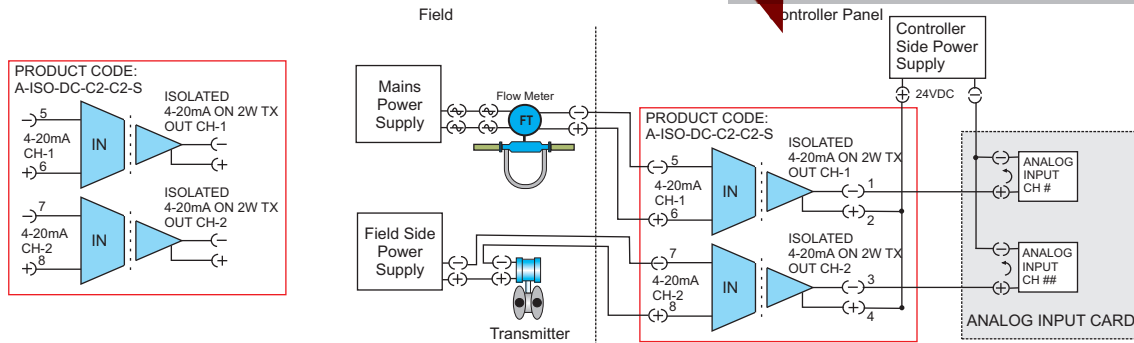 Field
ontroller Panel
PRODUCT CODE:
A-ISO-DC-C2-C2-S
5
4-20mA
CH-1
6
IN
ISOLATED
4-20mA ON 2W TX
OUT CH-1
7
4-20mA
CH-2
8
IN
ISOLATED
4-20mA ON 2W TX
OUT CH-2
Mains
Power
Supply
Flow Meter
FT
Field Side
Power
Supply
Transmitter
PRODUCT CODE:
A-ISO-DC-C2-C2-S
5
4-20mA
CH-1
6
IN
ISOLATED
4-20mA ON 2W TX
OUT CH-1
1
2
7
4-20mA
CH-2
8
IN
ISOLATED
4-20mA ON 2W TX
OUT CH-2
3
4
Controller
Side Power
Supply
24VDC
ANALOG
INPUT
CH #
ANALOG
INPUT
CH ##
ANALOG INPUT CARD